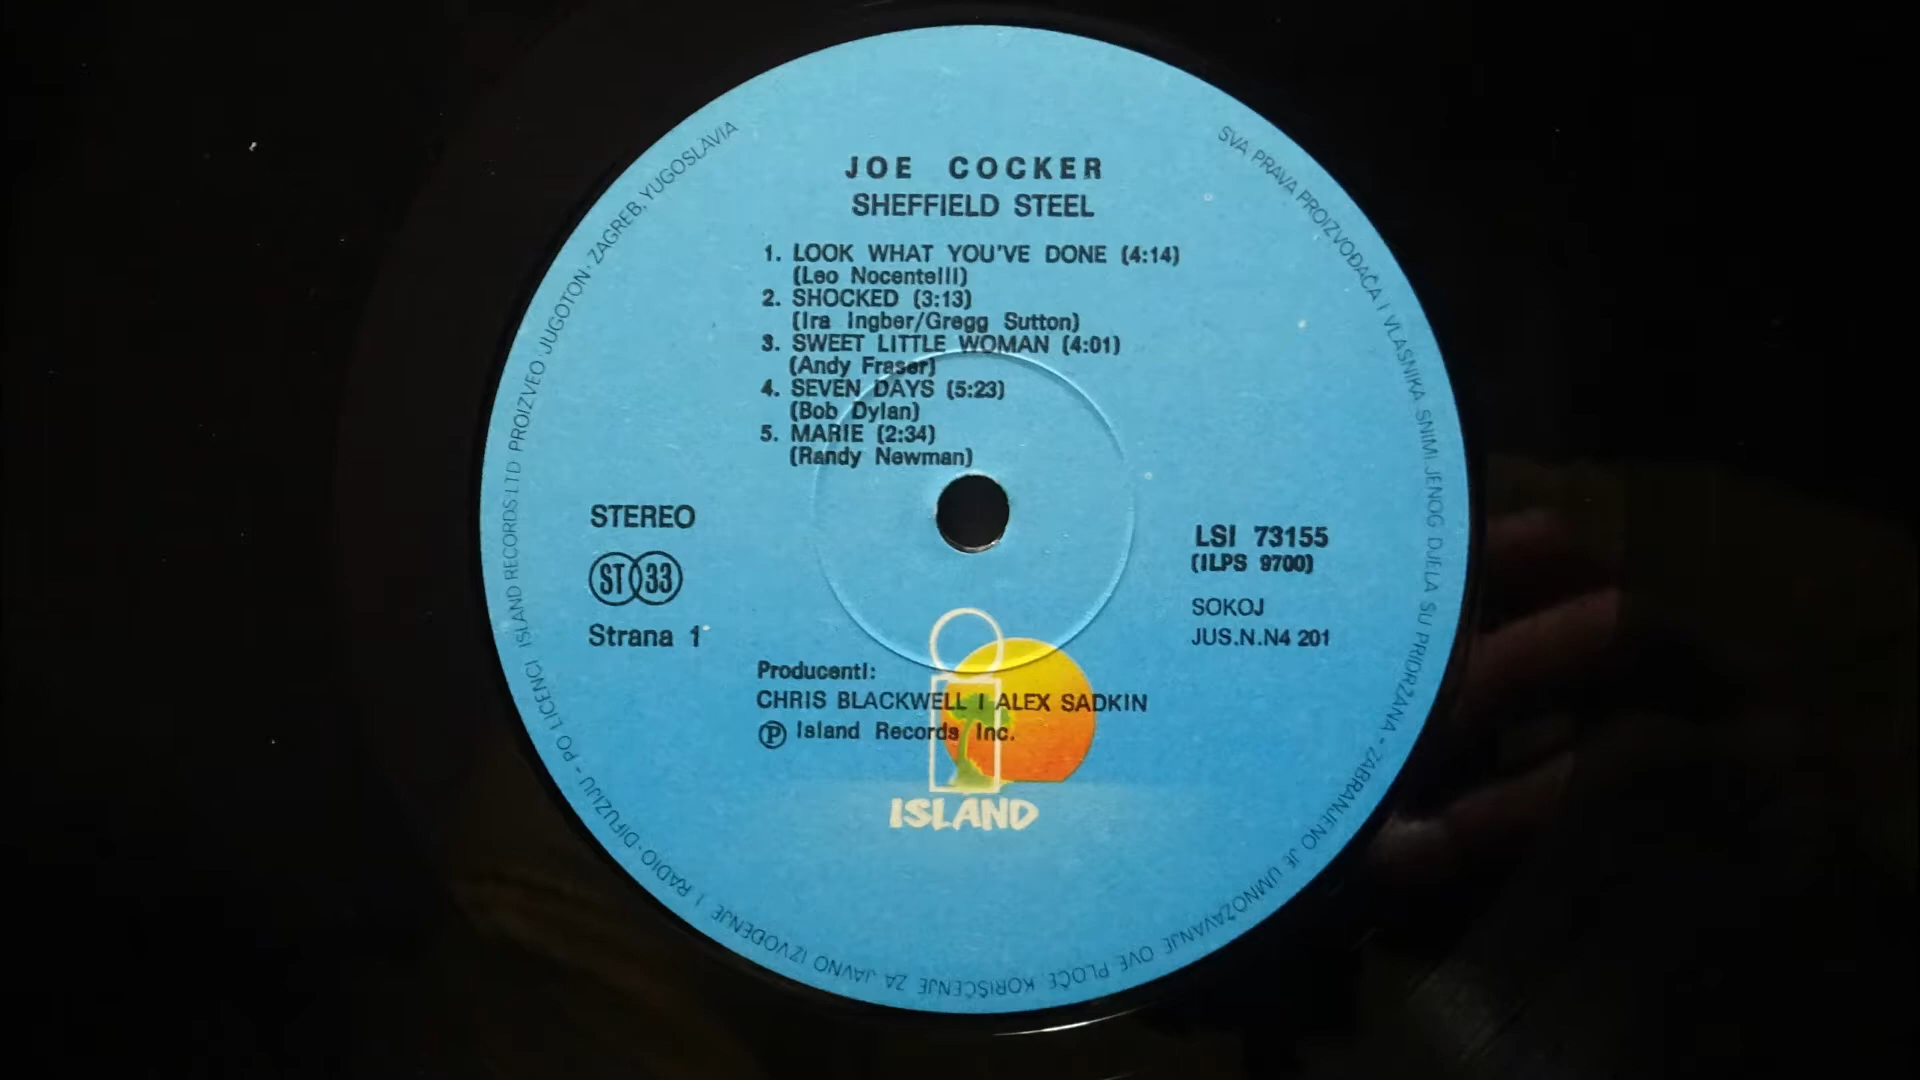 JOE COCKER
SHEFFIELD STEEL
1. LOOK WHAT YOU'VE DONE (4:14)
(Leo Nocentelli)
2. SHOCKED (3:13)
(Ira Ingber/Gregg Sutton)
3. SWEET LITTLE WOMAN (4:01)
(Andy Fraser)
4. SEVEN DAYS (5:23)
(Bob Dylan)
5. MARIE (2:34)
(Randy Newman)
STEREO
ST 33
Strana 1
LSI 73155
(ILPS 9700)
SOKOJ
JUS.N.N4 201
Producenti:
CHRIS BLACKWELL I ALEX SADKIN
Ⓟ Island Records Inc.
ISLAND
SVA PRAVA PROIZVOĐAČA I VLASNIKA SNIMLJENOG DJELA SU PRIDRŽANA - ZABRANJENO JE UMNOŽAVANJE OVE PLOČE, KORIŠĆENJE ZA JAVNO IZVOĐENJE I RADIO-DIFUZIJU - PO LICENCI ISLAND RECORDS LTD PROIZVEO JUGOTON - ZAGREB, YUGOSLAVIA